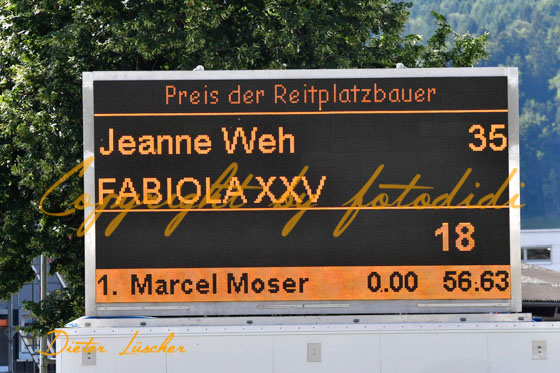 Preis der Reitplatzbauer
Jeanne Weh 35
FABIOLA XXV
Copyright by fotodidi
18
1. Marcel Moser 0.00 56.63
Dieter Lüscher